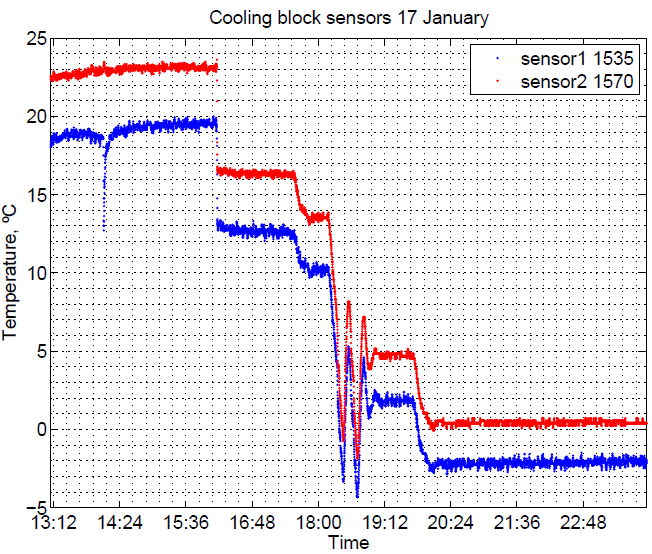 Cooling block sensors 17 January
sensor1 1535
sensor2 1570
Temperature, ºC
25
20
15
10
5
0
−5
13:12 14:24 15:36 16:48 18:00 19:12 20:24 21:36 22:48
Time